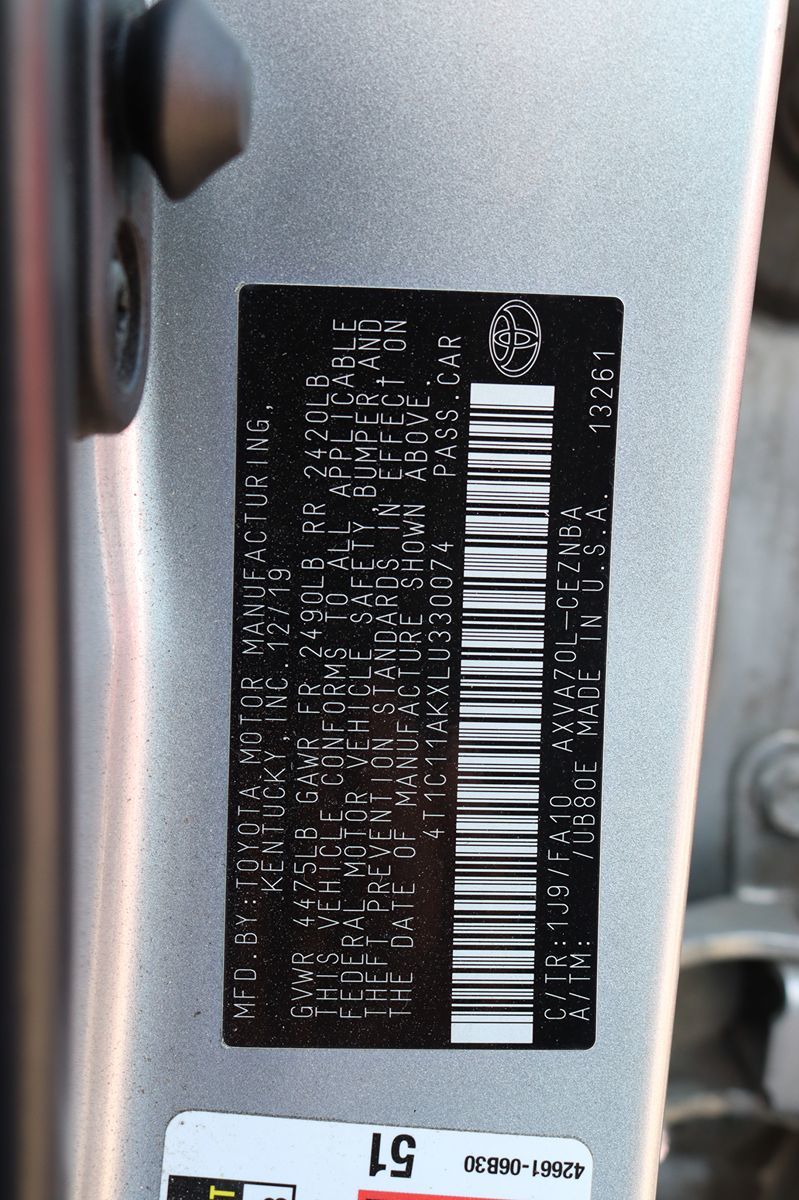 MFD.BY:TOYOTA MOTOR MANUFACTURING,
KENTUCKY, INC.12/19
GVWR 4475LB GAWR FR 2490LB RR 2420LB
THIS VEHICLE CONFORMS TO ALL APPLICABLE
FEDERAL MOTOR VEHICLE SAFETY, BUMPER, AND
THEFT PREVENTION STANDARDS IN EFFECT ON
THE DATE OF MANUFACTURE SHOWN ABOVE.
4T1C11AKXLU330074 PASS.CAR
C/TR:1J9/FA10 AXVA70L-CEZNBA
A/TM: /UB80E MADE IN U.S.A. 13261
51
42661-06B30